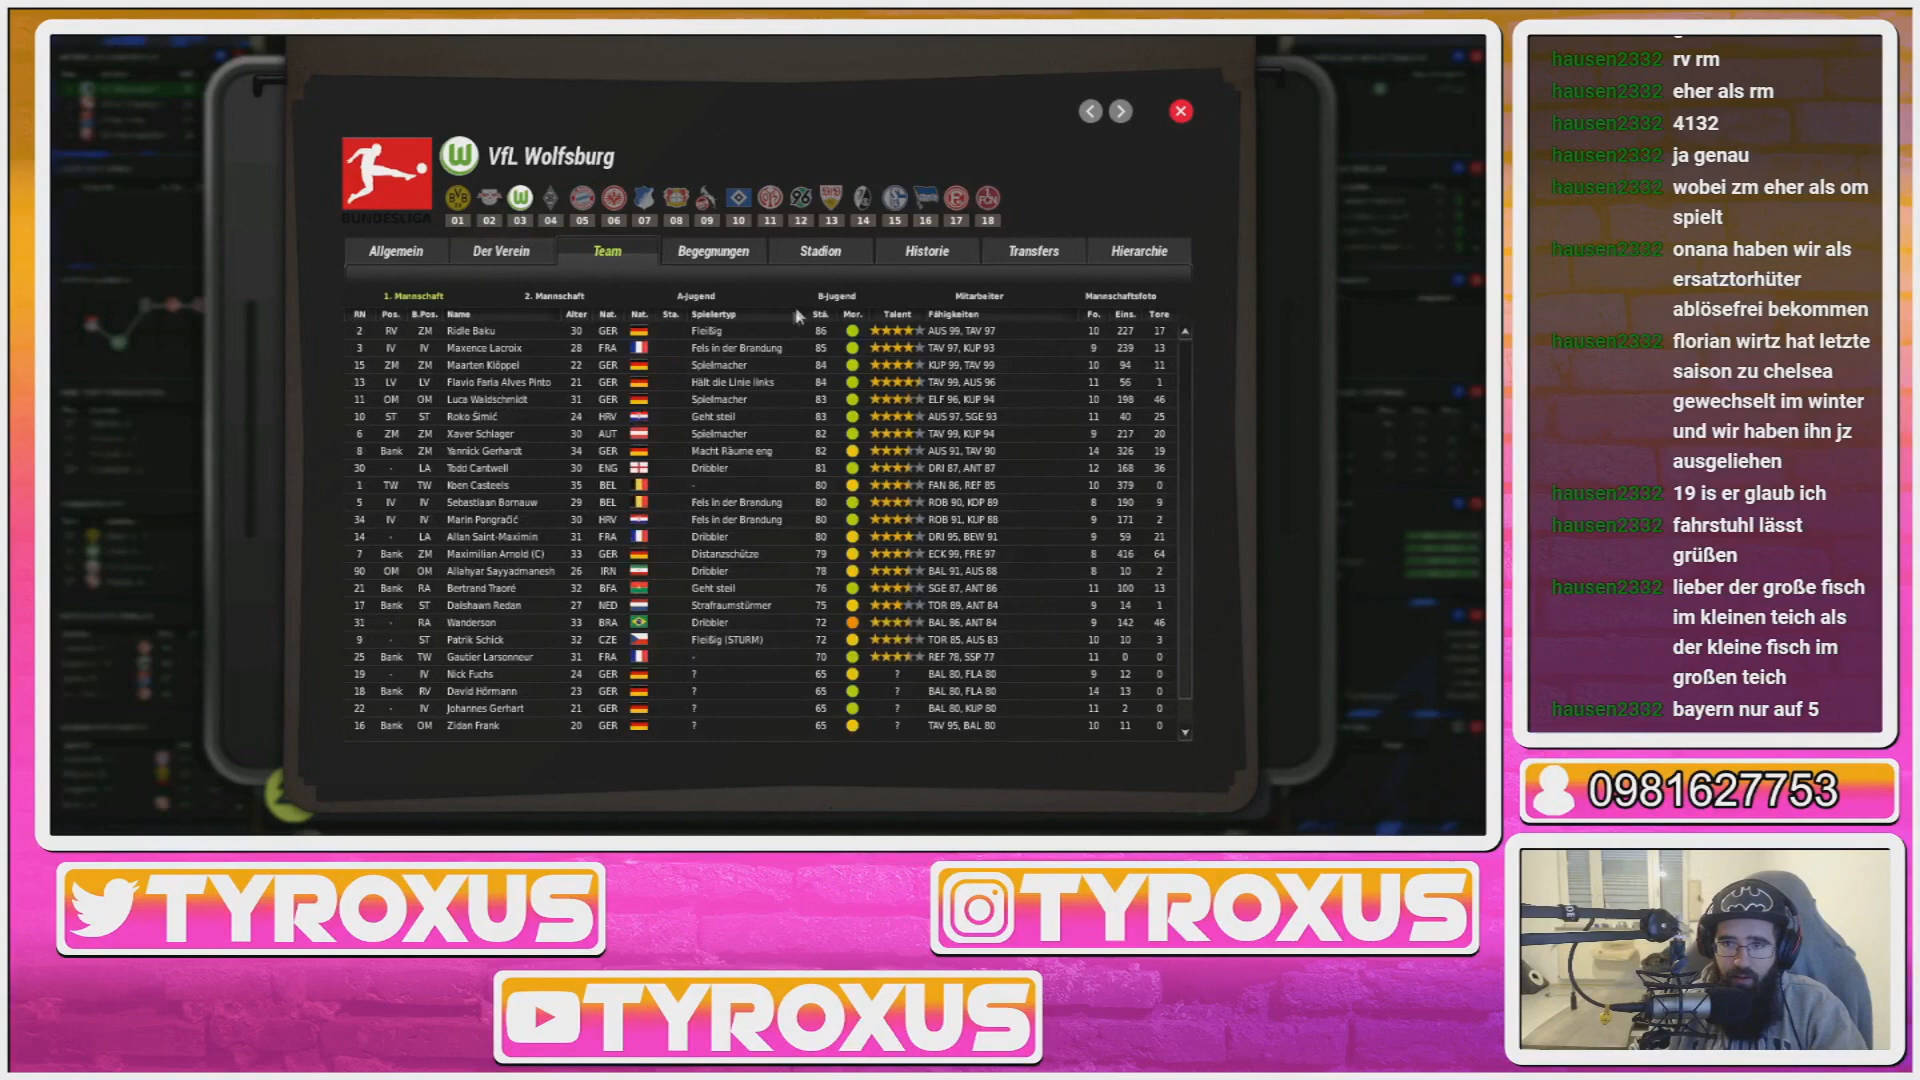 VfL Wolfsburg
BUNDESLIGA
01 02 03 04 05 06 07 08 09 10 11 12 13 14 15 16 17 18
Allgemein Der Verein Team Begegnungen Stadion Historie Transfers Hierarchie
1. Mannschaft 2. Mannschaft A-Jugend B-Jugend Mitarbeiter Mannschaftsfoto
RN Pos. B.Pos. Name Alter Nat. Nat. Sta. Spielertyp Stä. Mor. Talent Fähigkeiten Fo. Eins. Tore
2 RV ZM Ridle Baku 30 GER Fleißig 86 AUS 99, TAV 97 10 227 17
3 IV IV Maxence Lacroix 28 FRA Fels in der Brandung 85 TAV 97, KUP 93 9 239 13
15 ZM ZM Maarten Klöppel 22 GER Spielmacher 84 KUP 99, TAV 99 10 94 11
13 LV LV Flavio Faria Alves Pinto 21 GER Hält die Linie links 84 TAV 99, AUS 96 11 56 1
11 OM OM Luca Waldschmidt 31 GER Spielmacher 83 ELF 96, KUP 94 10 198 46
10 ST ST Roko Šimić 24 HRV Geht steil 83 AUS 97, SGE 93 11 40 25
6 ZM ZM Xaver Schlager 30 AUT Spielmacher 82 TAV 99, KUP 94 9 217 20
8 Bank ZM Yannick Gerhardt 34 GER Macht Räume eng 82 AUS 91, TAV 90 14 326 19
30 - LA Todd Cantwell 30 ENG Dribbler 81 DRI 87, ANT 87 12 168 36
1 TW TW Koen Casteels 35 BEL - 80 FAN 86, REF 85 10 379 0
5 IV IV Sebastiaan Bornauw 29 BEL Fels in der Brandung 80 ROB 90, KOP 89 8 190 9
34 IV IV Marin Pongračić 30 HRV Fels in der Brandung 80 ROB 91, KUP 88 9 171 2
14 - LA Allan Saint-Maximin 31 FRA Dribbler 80 DRI 95, BEW 91 9 59 21
7 Bank ZM Maximilian Arnold (C) 33 GER Distanzschütze 79 ECK 99, FRE 97 8 416 64
90 OM OM Allahyar Sayyadmanesh 26 IRN Dribbler 78 BAL 91, AUS 88 8 10 2
21 Bank RA Bertrand Traoré 32 BFA Geht steil 76 SGE 87, ANT 86 11 100 13
17 Bank ST Daishawn Redan 27 NED Strafraumstürmer 75 TOR 89, ANT 84 9 14 1
31 - RA Wanderson 33 BRA Dribbler 72 BAL 86, ANT 84 9 142 46
9 - ST Patrik Schick 32 CZE Fleißig (STURM) 72 TOR 85, AUS 83 10 10 3
25 Bank TW Gautier Larsonneur 31 FRA - 70 REF 78, SSP 77 11 0 0
19 - IV Nick Fuchs 24 GER ? 65 ? BAL 80, FLA 80 9 12 0
18 Bank RV David Hörmann 23 GER ? 65 ? BAL 80, FLA 80 14 13 0
22 - IV Johannes Gerhart 21 GER ? 65 ? BAL 80, KUP 80 11 2 0
16 Bank OM Zidan Frank 20 GER ? 65 ? TAV 95, BAL 80 10 11 0
hausen2332 rv rm
hausen2332 eher als rm
hausen2332 4132
hausen2332 ja genau
hausen2332 wobei zm eher als om
spielt
hausen2332 onana haben wir als
ersatztorhüter
ablösefrei bekommen
hausen2332 florian wirtz hat letzte
saison zu chelsea
gewechselt im winter
und wir haben ihn jz
ausgeliehen
hausen2332 19 is er glaub ich
hausen2332 fahrstuhl lässt
grüßen
hausen2332 lieber der große fisch
im kleinen teich als
der kleine fisch im
großen teich
hausen2332 bayern nur auf 5
0981627753
TYROXUS
TYROXUS
TYROXUS